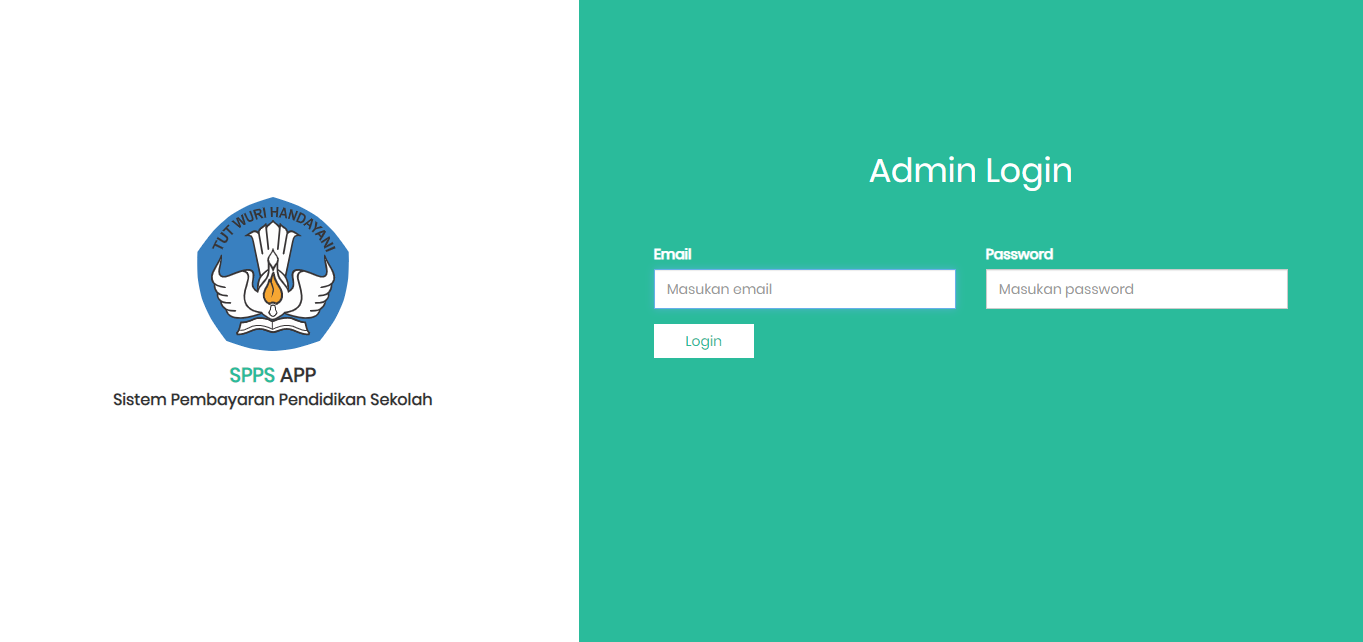 TUT WURI HANDAYANI
SPPS APP
Sistem Pembayaran Pendidikan Sekolah
Admin Login
Email
Password
Masukan email
Masukan password
Login